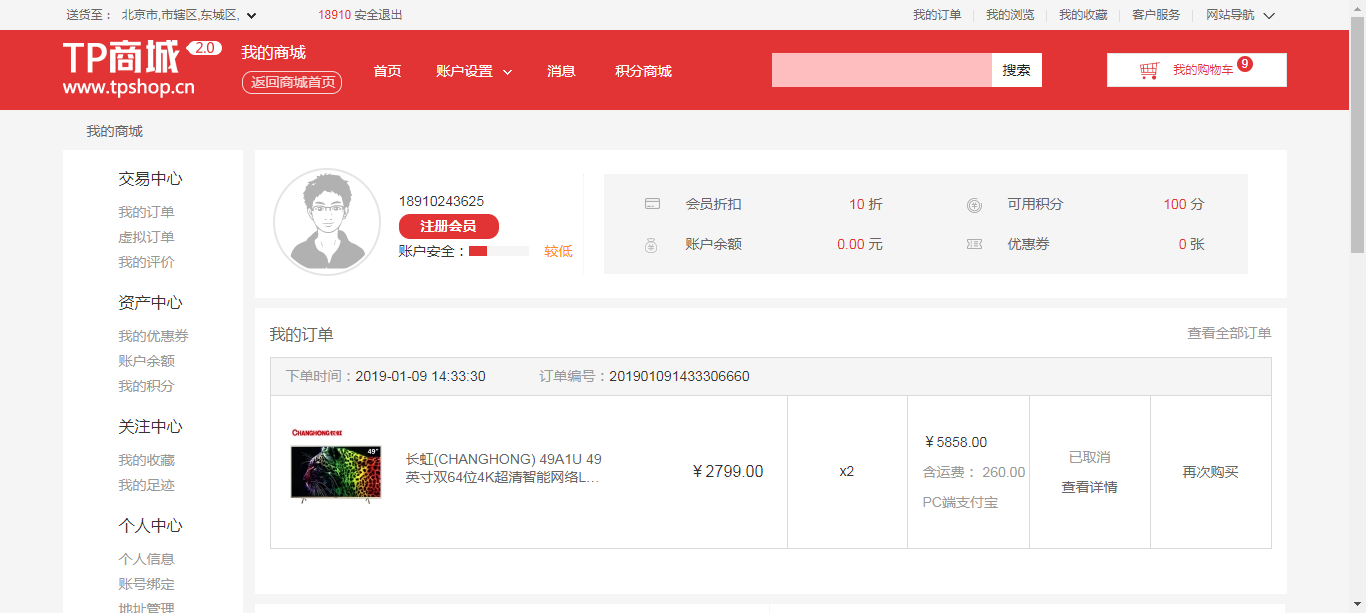 送货至： 北京市,市辖区,东城区, 18910 安全退出 我的订单 我的浏览 我的收藏 客户服务 网站导航
TP商城 2.0
www.tpshop.cn
我的商城
返回商城首页
首页 账户设置 消息 积分商城 搜索 我的购物车 9
我的商城
交易中心
我的订单
虚拟订单
我的评价
资产中心
我的优惠券
账户余额
我的积分
关注中心
我的收藏
我的足迹
个人中心
个人信息
账号绑定
地址管理
18910243625
注册会员
账户安全： 较低
会员折扣 10 折 可用积分 100 分
账户余额 0.00 元 优惠券 0 张
我的订单 查看全部订单
下单时间：2019-01-09 14:33:30 订单编号：201901091433306660
CHANGHONG长虹
49"
长虹(CHANGHONG) 49A1U 49
英寸双64位4K超清智能网络L...
￥2799.00
x2
￥5858.00
含运费： 260.00
PC端支付宝
已取消
查看详情
再次购买